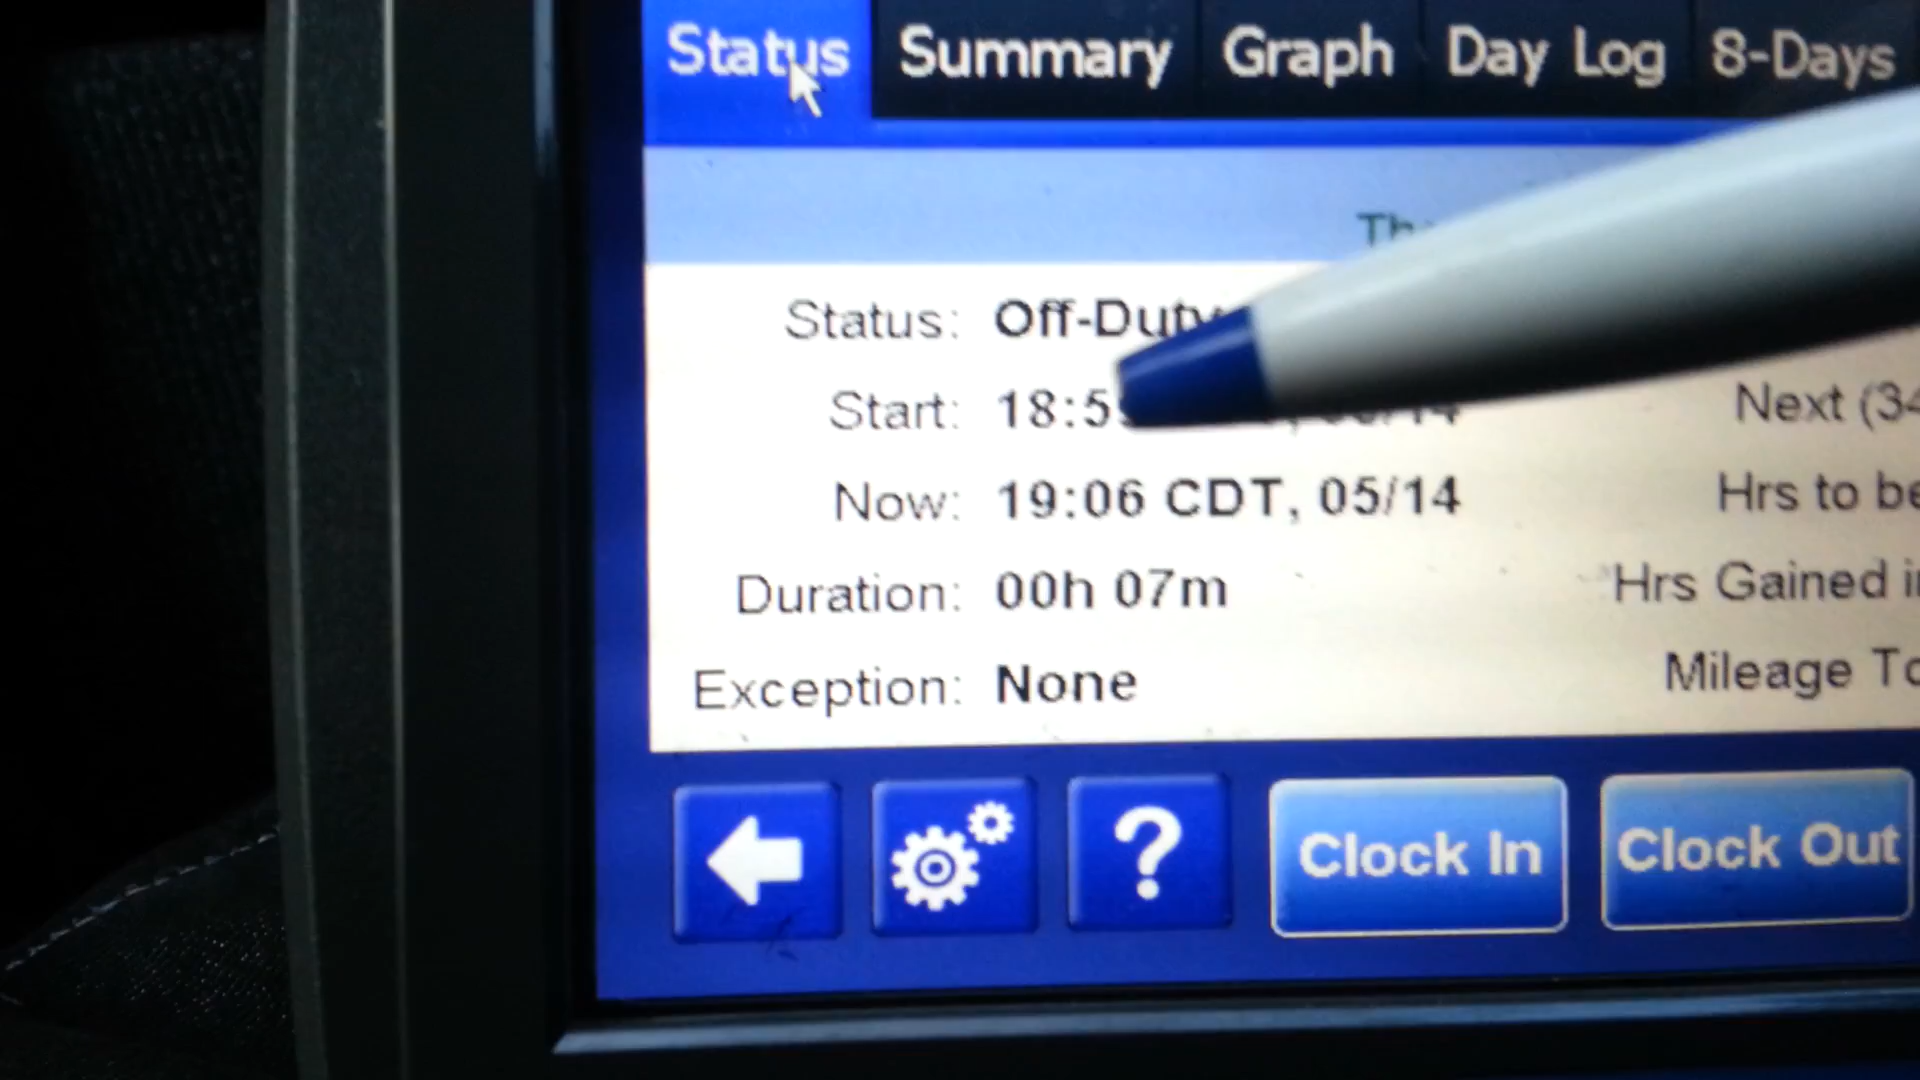 Status Summary Graph Day Log 8-Days
Status: Off-Duty
Start: 18:5
Now: 19:06 CDT, 05/14
Duration: 00h 07m
Exception: None
Next (34
Hrs to be
Hrs Gained
Mileage
Clock In Clock Out